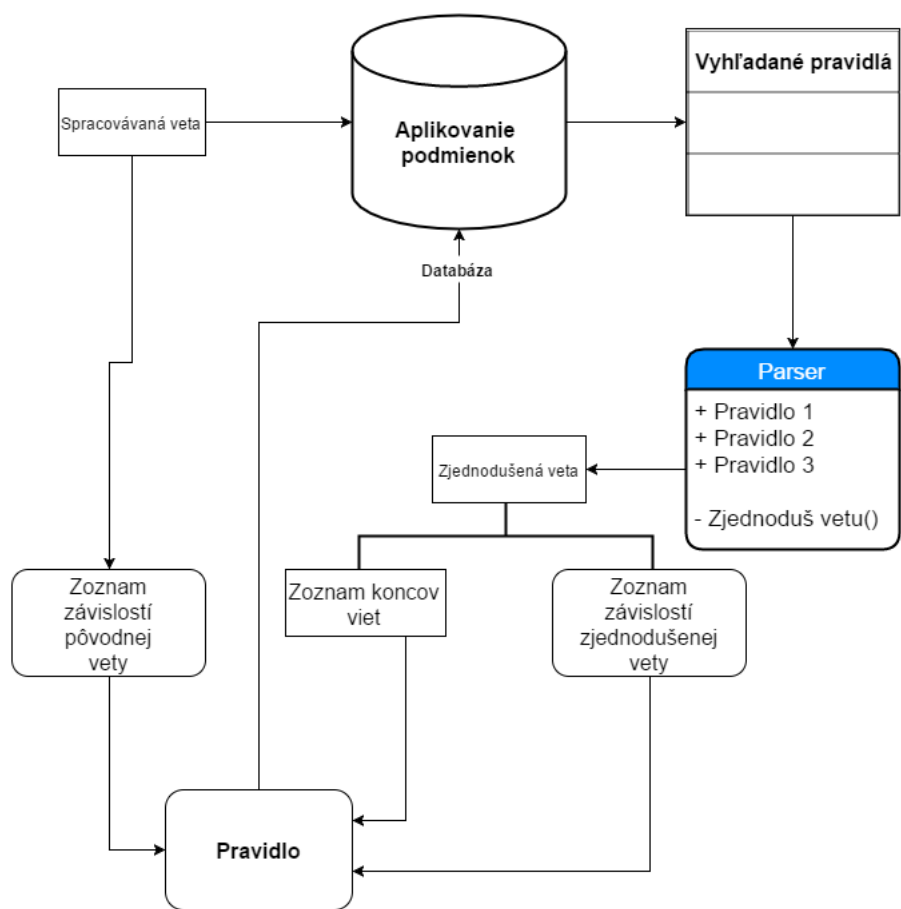 Vyhľadané pravidlá
Spracovávaná veta
Aplikovanie
podmienok
Databáza
Parser
+ Pravidlo 1
+ Pravidlo 2
+ Pravidlo 3
- Zjednoduš vetu()
Zjednodušená veta
Zoznam
závislostí
pôvodnej
vety
Zoznam koncov
viet
Zoznam
závislostí
zjednodušenej
vety
Pravidlo